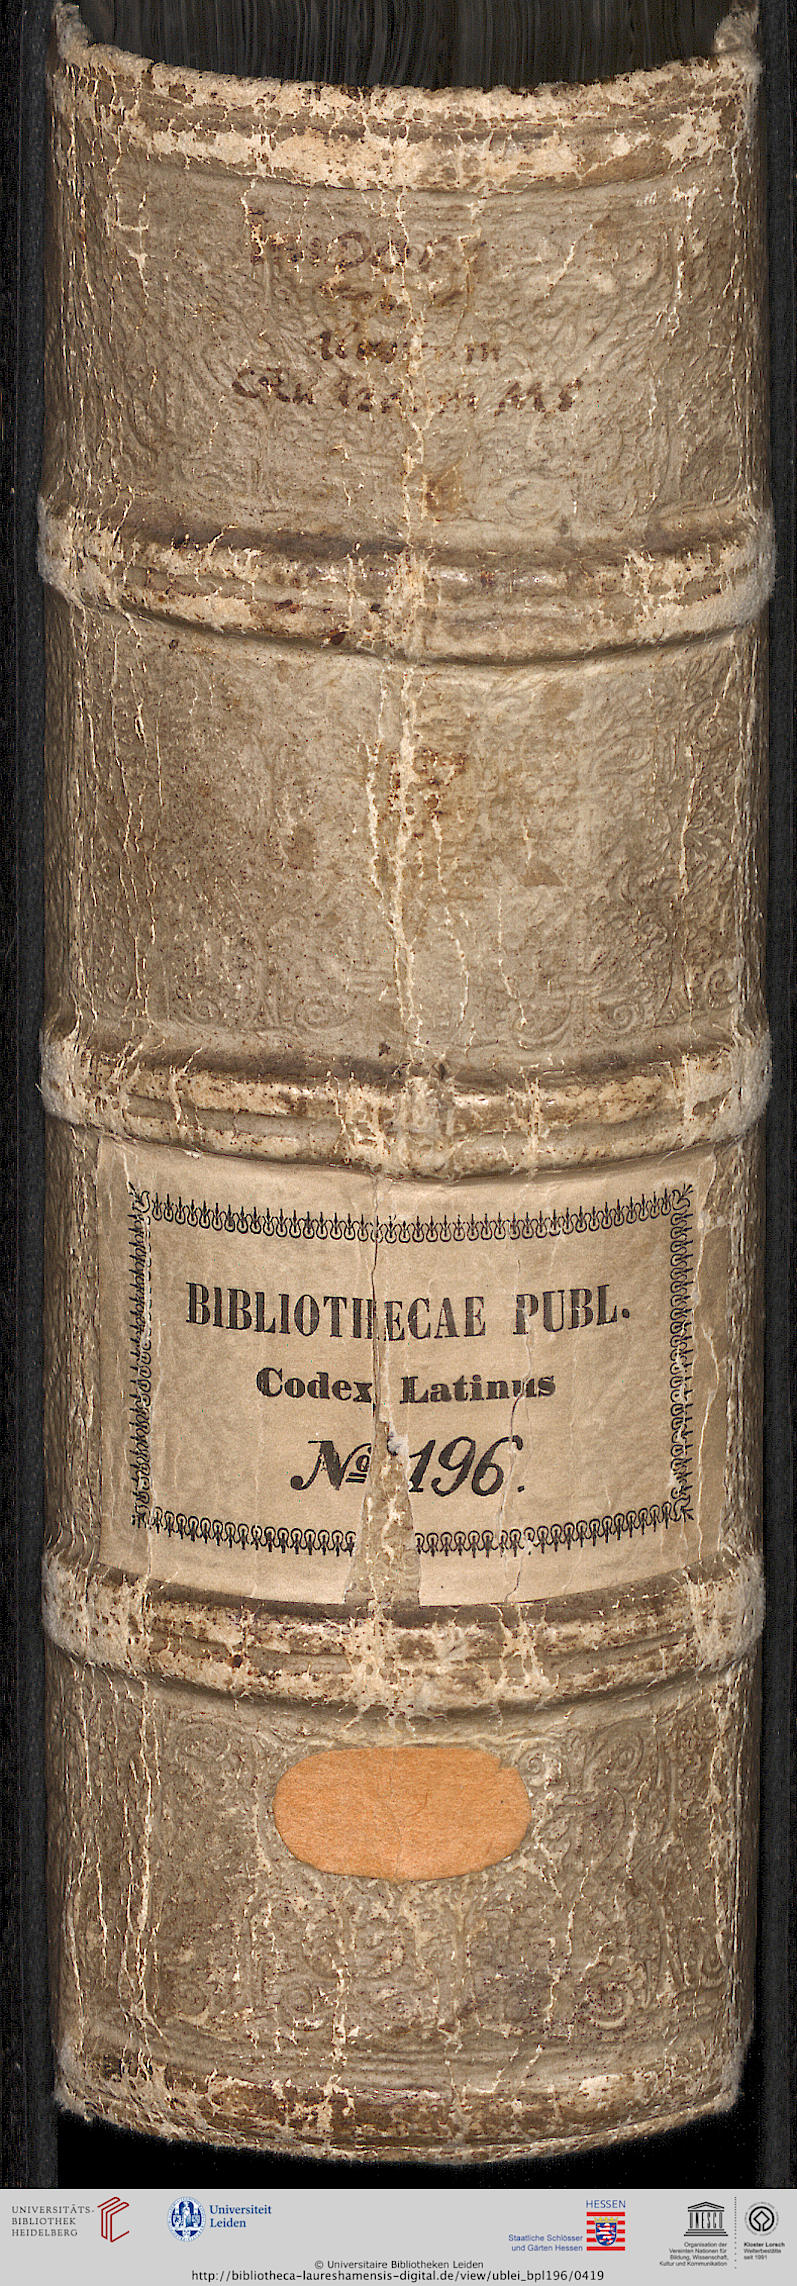 MS
BIBLIOTHECAE PUBL.
Codex Latinus
No 196.
UNIVERSITÄTS-
BIBLIOTHEK
HEIDELBERG
Universiteit
Leiden
HESSEN
Staatliche Schlösser
und Gärten Hessen
UNESCO
Organisation der
Vereinten Nationen für
Bildung, Wissenschaft,
Kultur und Kommunikation
Kloster Lorsch
Welterbestätte
seit 1991
© Universitaire Bibliotheken Leiden
http://bibliotheca-laureshamensis-digital.de/view/ublei_bpl196/0419